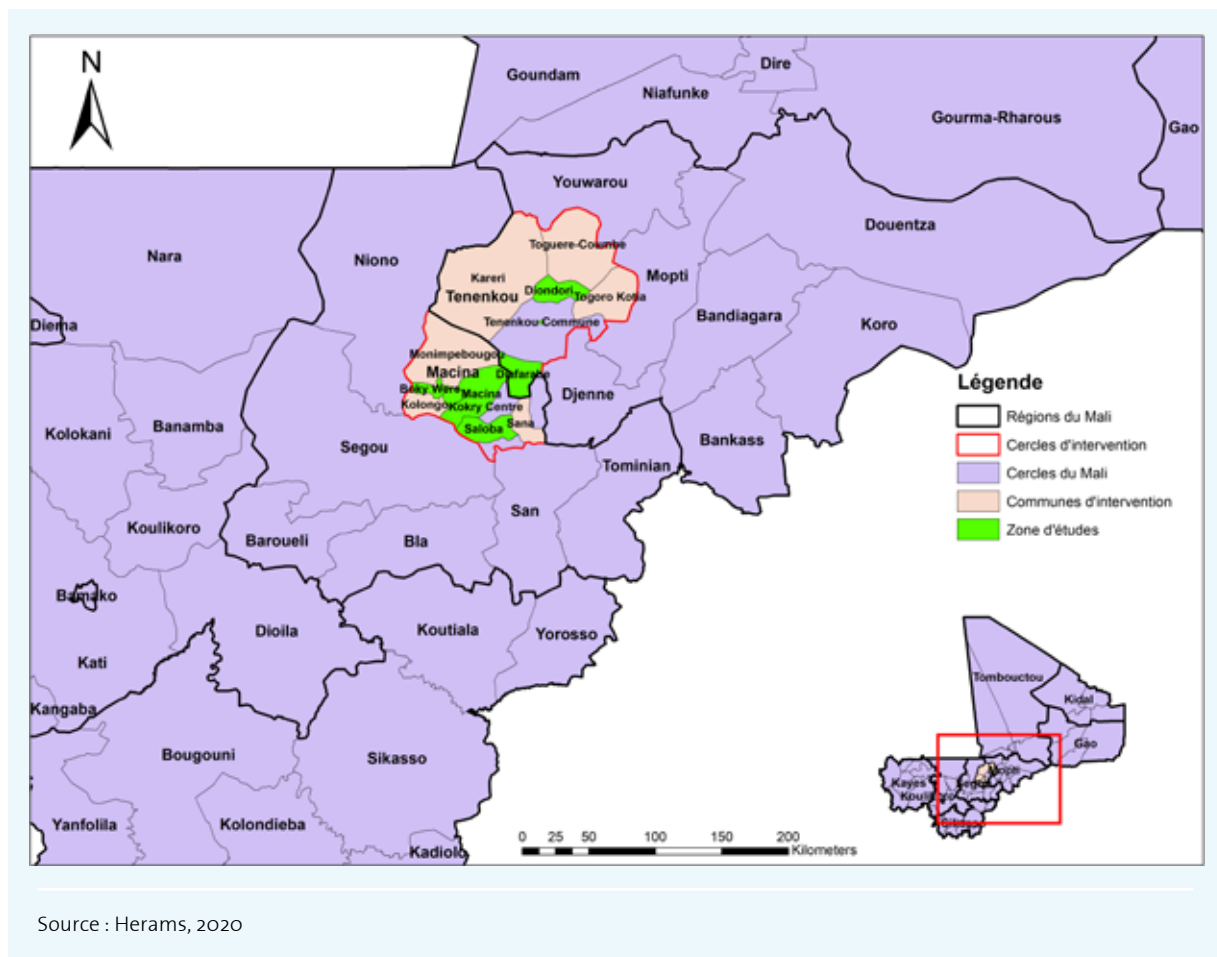 N
Goundam
Dire
Niafunke
Gourma-Rharous
Gao
Youwarou
Douentza
Nara
Niono
Toguere-Coumbe
Mopti
Kareri
Tenenkou
Diondori
Togoro Kotia
Diema
Tenenkou Commune
Bandiagara
Koro
Monimpebougou
Macina
Diafarabe
Boky Were
Macina
Kolongo
Kokry Centre
Djenne
Sana
Saloba
Kolokani
Banamba
Segou
Bankass
Tominian
San
Koulikoro
Baroueli
Bla
Bamako
Dioila
Koutiala
Yorosso
Kati
Kangaba
Bougouni
Sikasso
Yanfolila
Kolondieba
Kadiolo
Légende
Régions du Mali
Cercles d'intervention
Cercles du Mali
Communes d'intervention
Zone d'études
Tombouctou
Kidal
Gao
Mopti
Kayes
0 25 50 100 150 200
Kilometers
Source : Herams, 2020